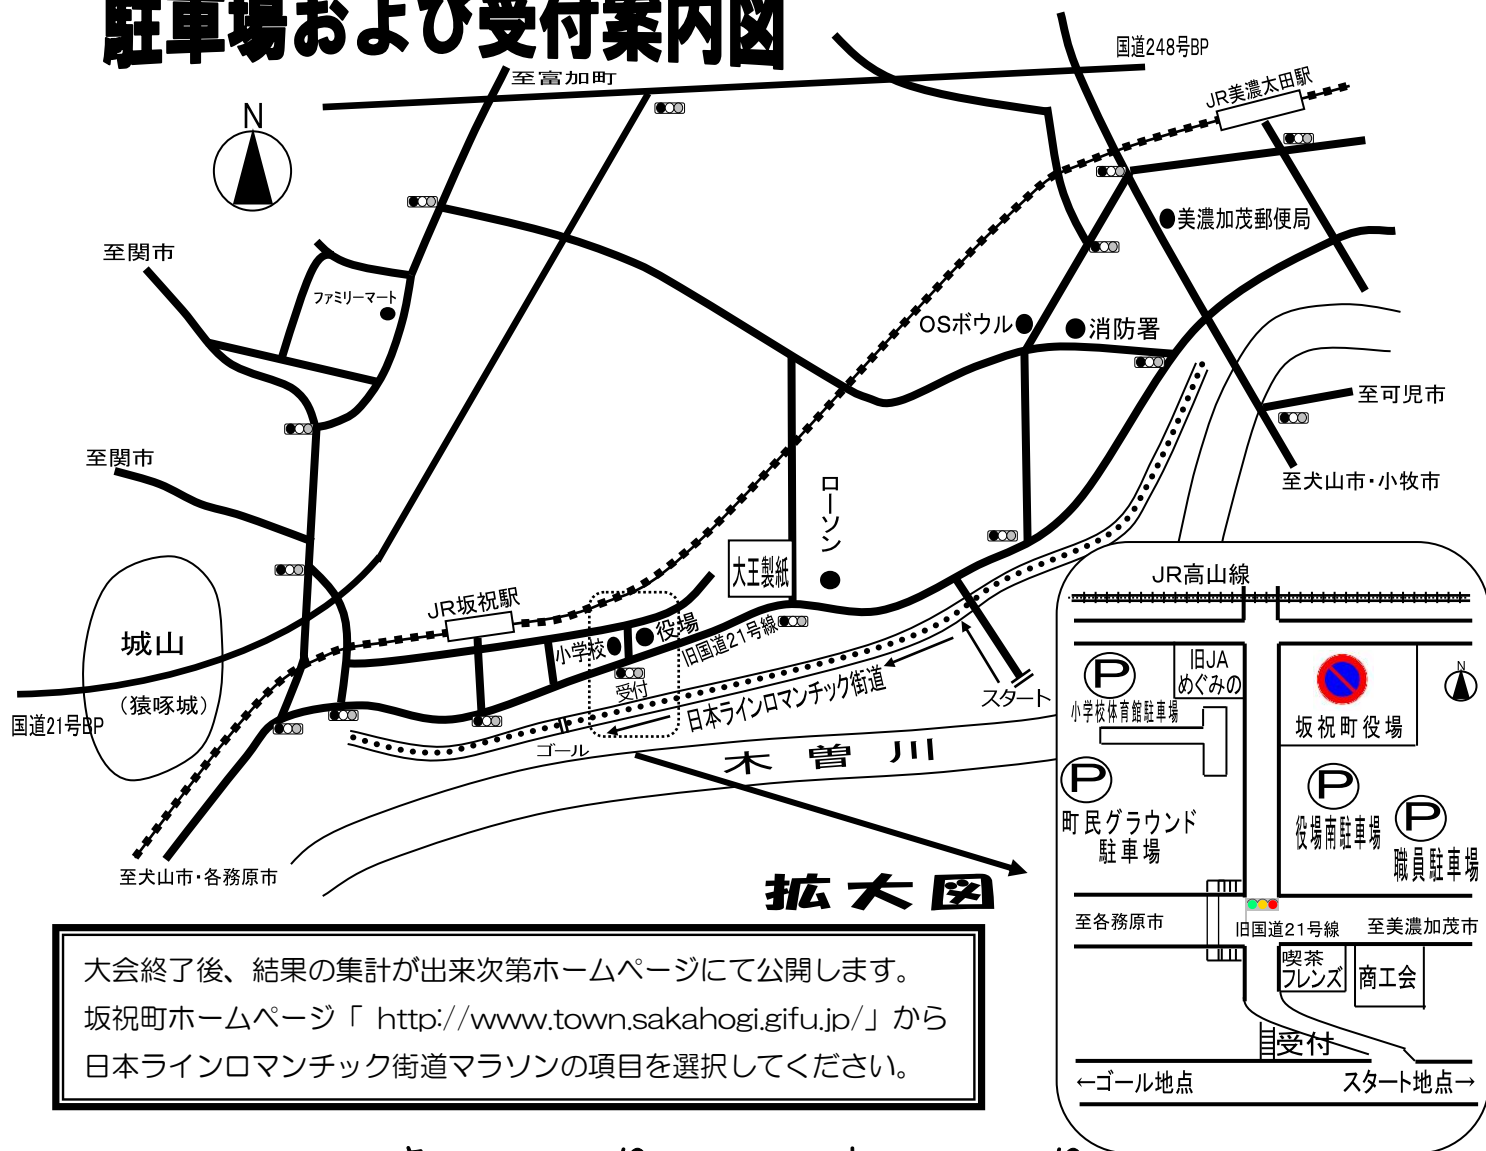 駐車場および受付案内図
国道248号BP
至富加町
JR美濃太田駅
N
美濃加茂郵便局
至関市
ファミリーマート
OSボウル
消防署
至可児市
至関市
至犬山市・小牧市
ローソン
大王製紙
JR坂祝駅
城山
(猿啄城)
小学校
役場
旧国道21号線
受付
スタート
日本ラインロマンチック街道
国道21号BP
ゴール
木曽川
至犬山市・各務原市
拡大図
JR高山線
P
小学校体育館駐車場
旧JA
めぐみの
N
坂祝町役場
P
町民グラウンド
駐車場
P
役場南駐車場
P
職員駐車場
至各務原市
旧国道21号線
至美濃加茂市
喫茶
フレンズ
商工会
受付
←ゴール地点
スタート地点→
大会終了後、結果の集計が出来次第ホームページにて公開します。
坂祝町ホームページ「 http://www.town.sakahogi.gifu.jp/」から
日本ラインロマンチック街道マラソンの項目を選択してください。